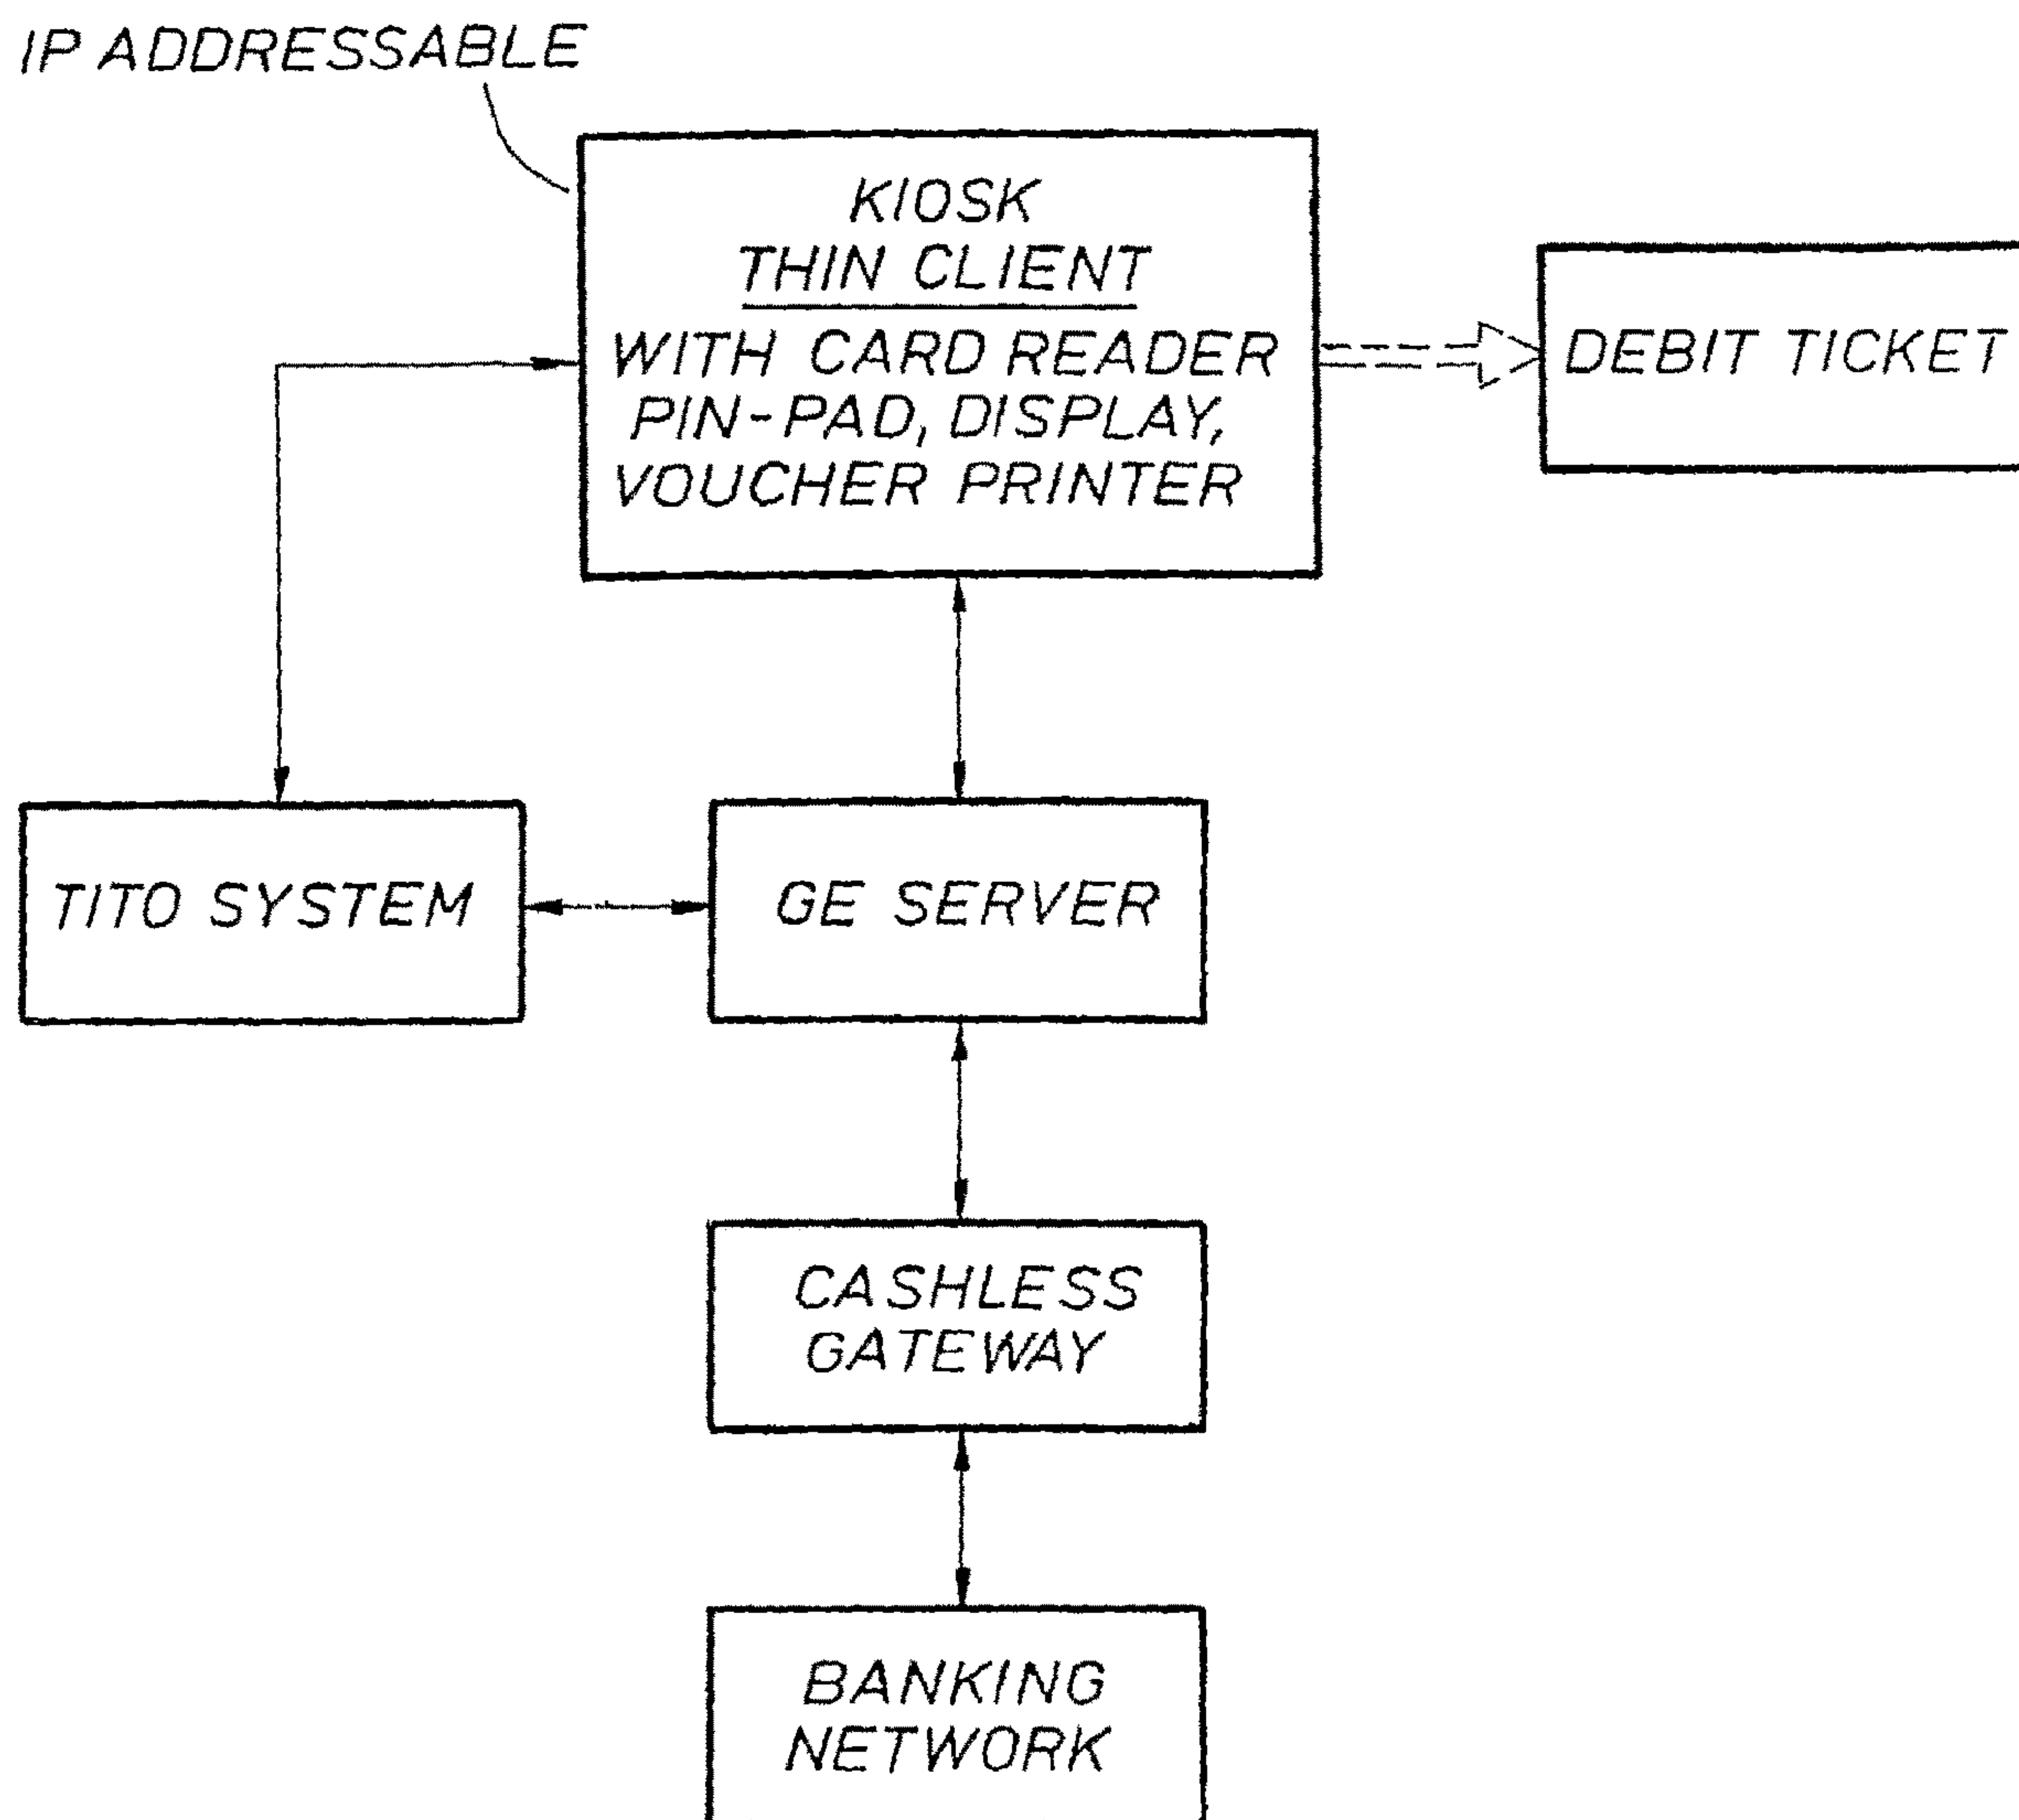 IP ADDRESSABLE
KIOSK
THIN CLIENT
WITH CARD READER
PIN-PAD, DISPLAY,
VOUCHER PRINTER
DEBIT TICKET
TITO SYSTEM
GE SERVER
CASHLESS
GATEWAY
BANKING
NETWORK